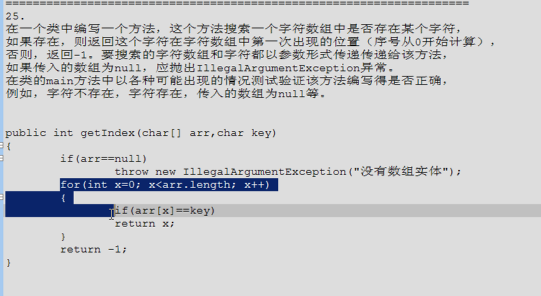 25.
在一个类中编写一个方法，这个方法搜索一个字符数组中是否存在某个字符，
如果存在，则返回这个字符在字符数组中第一次出现的位置（序号从0开始计算），
否则，返回-1。要搜索的字符数组和字符都以参数形式传递传递给该方法，
如果传入的数组为null，应抛出IllegalArgumentException异常。
在类的main方法中以各种可能出现的情况测试验证该方法编写得是否正确，
例如，字符不存在，字符存在，传入的数组为null等。
public int getIndex(char[] arr,char key)
{
if(arr==null)
throw new IllegalArgumentException("没有数组实体");
for(int x=0; x<arr.length; x++)
{
if(arr[x]==key)
return x;
}
return -1;
}